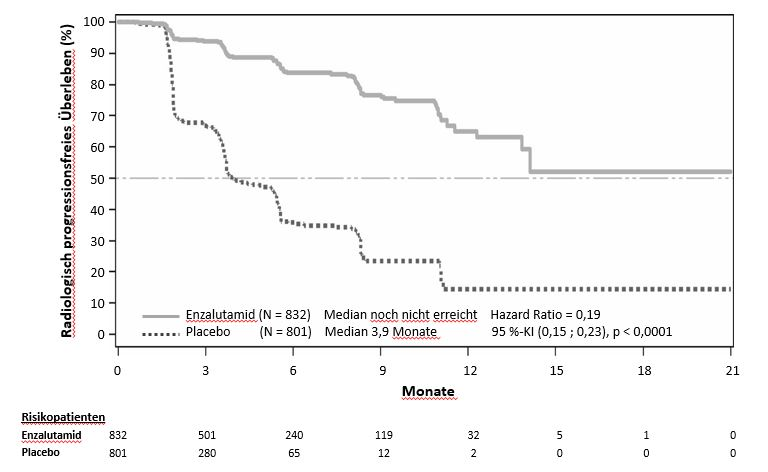 Radiologisch progressionsfreies Überleben (%)
100
90
80
70
60
50
40
30
20
10
0
Enzalutamid (N = 832) Median noch nicht erreicht Hazard Ratio = 0,19
Placebo (N = 801) Median 3,9 Monate 95 %-KI (0,15 ; 0,23), p < 0,0001
0 3 6 9 12 15 18 21
Monate
Risikopatienten
Enzalutamid 832 501 240 119 32 5 1 0
Placebo 801 280 65 12 2 0 0 0